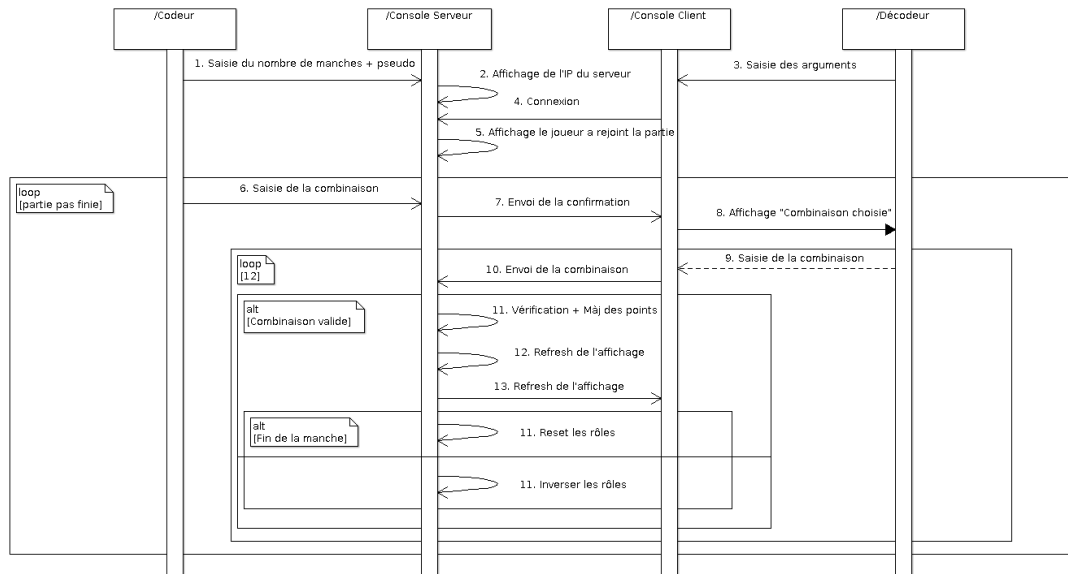 /Codeur
/Console Serveur
/Console Client
/Décodeur
1. Saisie du nombre de manches + pseudo
2. Affichage de l'IP du serveur
3. Saisie des arguments
4. Connexion
5. Affichage le joueur a rejoint la partie
loop
[partie pas finie]
6. Saisie de la combinaison
7. Envoi de la confirmation
8. Affichage "Combinaison choisie"
loop
[12]
9. Saisie de la combinaison
10. Envoi de la combinaison
alt
[Combinaison valide]
11. Vérification + Màj des points
12. Refresh de l'affichage
13. Refresh de l'affichage
alt
[Fin de la manche]
11. Reset les rôles
11. Inverser les rôles